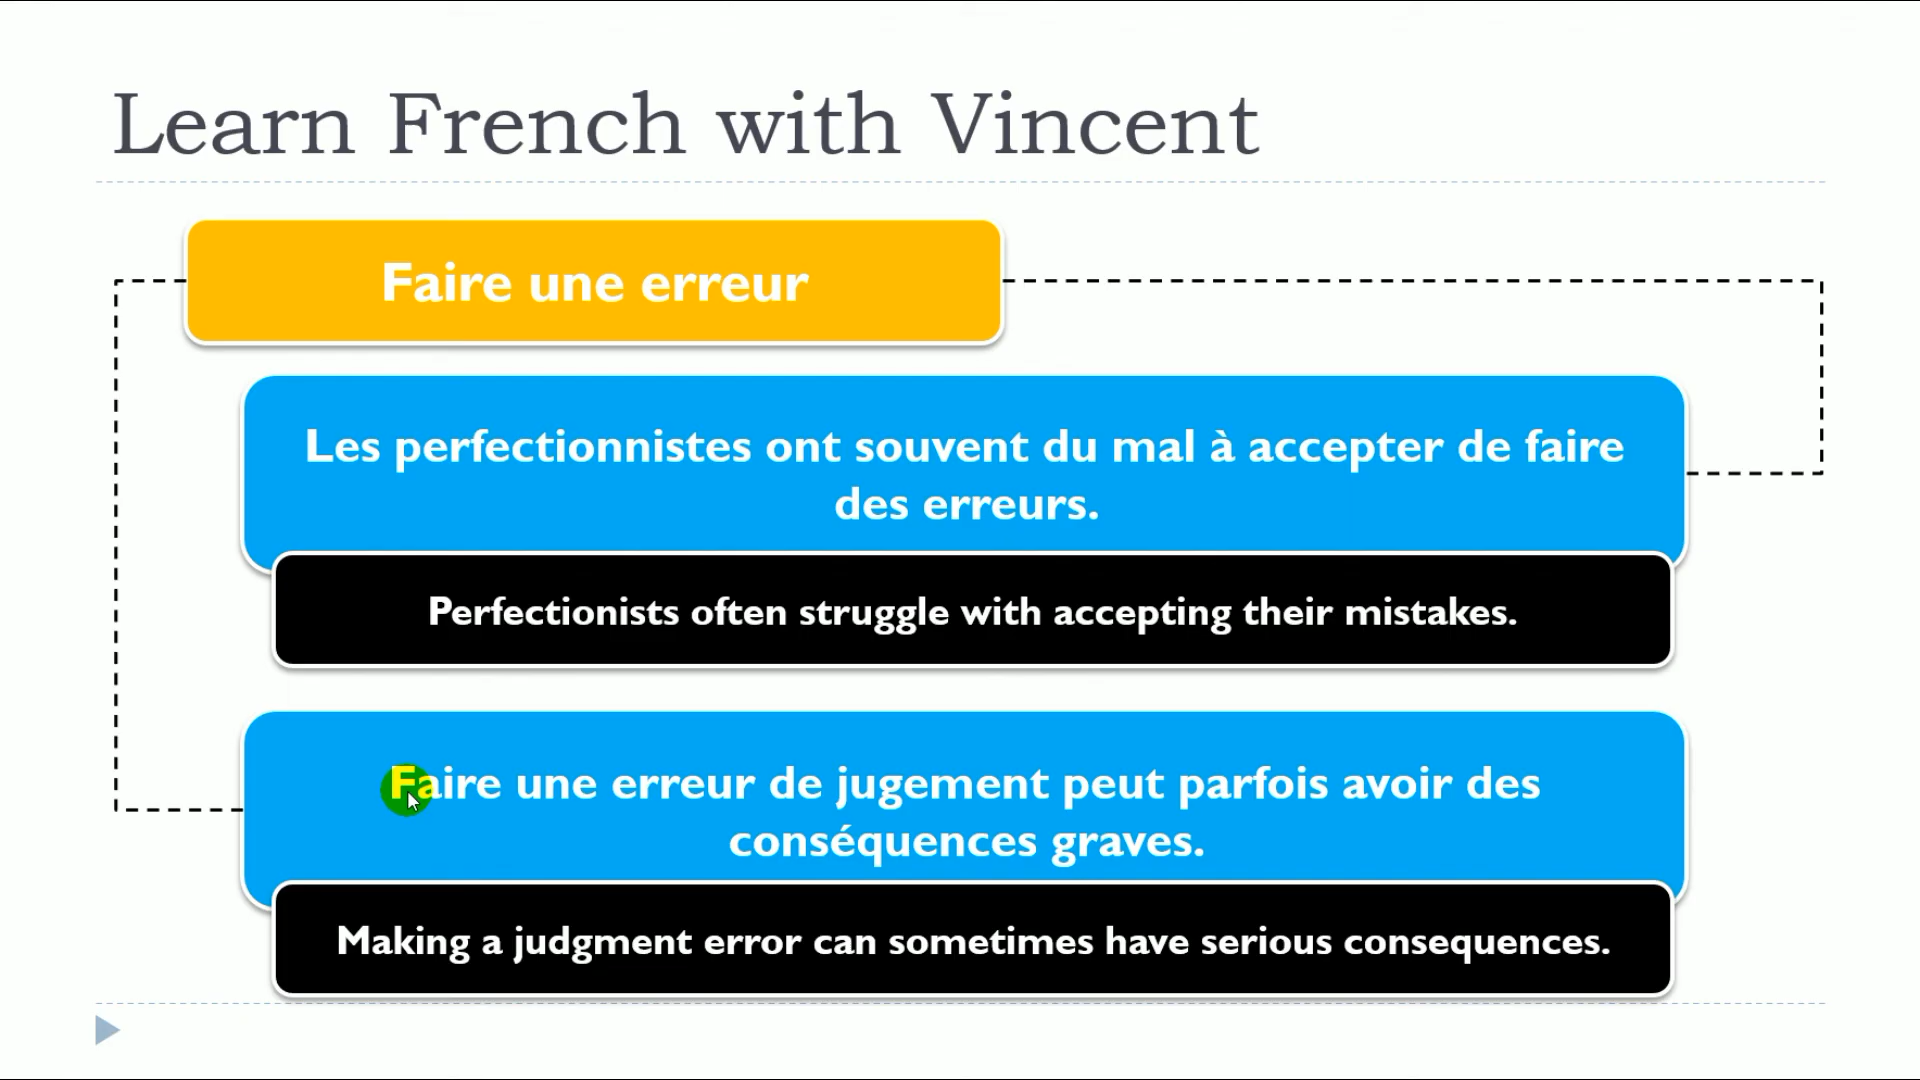 Learn French with Vincent
Faire une erreur
Les perfectionnistes ont souvent du mal à accepter de faire
des erreurs.
Perfectionists often struggle with accepting their mistakes.
Faire une erreur de jugement peut parfois avoir des
conséquences graves.
Making a judgment error can sometimes have serious consequences.